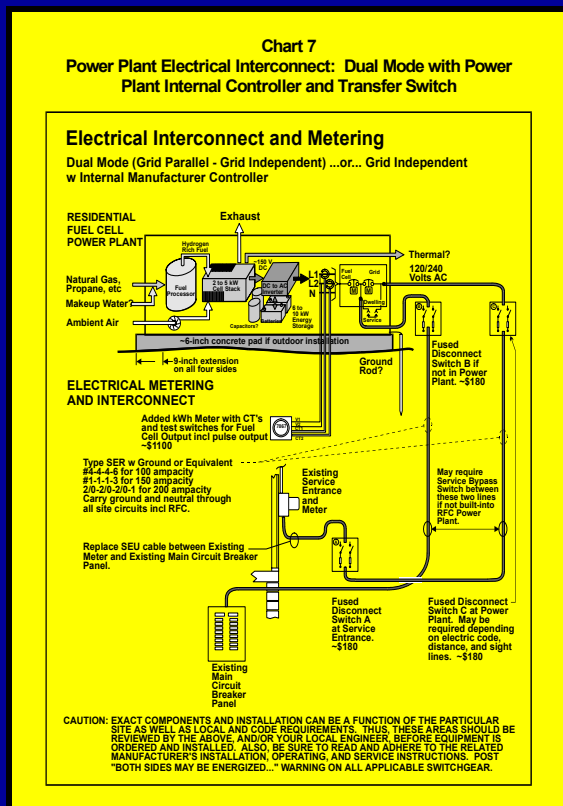 Chart 7
Power Plant Electrical Interconnect: Dual Mode with Power
Plant Internal Controller and Transfer Switch
Electrical Interconnect and Metering
Dual Mode (Grid Parallel - Grid Independent) ...or... Grid Independent
w Internal Manufacturer Controller
RESIDENTIAL
FUEL CELL
POWER PLANT
Exhaust
Hydrogen
Rich Fuel
~150 V
DC
Thermal?
120/240
Volts AC
Natural Gas,
Propane, etc
Makeup Water?
Ambient Air
Fuel
Processor
2 to 5 kW
Cell Stack
DC to AC
Inverter
L1
L2
N
Fuel
Cell
Grid
M
M
Dwelling
Service
Capacitors?
Batteries
6 to
10 kW
Energy
Storage
~6-inch concrete pad if outdoor installation
9-inch extension
on all four sides
Ground
Rod?
Fused
Disconnect
Switch B if
not in Power
Plant. ~$180
ELECTRICAL METERING
AND INTERCONNECT
Added kWh Meter with CT's
and test switches for Fuel
Cell Output incl pulse output
~$1100
V1
V2
CT1
CT2
Type SER w Ground or Equivalent
#4-4-4-6 for 100 ampacity
#1-1-1-3 for 150 ampacity
2/0-2/0-2/0-1 for 200 ampacity
Carry ground and neutral through
all site circuits incl RFC.
Existing
Service
Entrance
and
Meter
May require
Service Bypass
Switch between
these two lines
if not built-into
RFC Power
Plant.
Replace SEU cable between Existing
Meter and Existing Main Circuit Breaker
Panel.
Fused
Disconnect
Switch A
at Service
Entrance.
~$180
Fused Disconnect
Switch C at Power
Plant. May be
required depending
on electric code,
distance, and sight
lines. ~$180
Existing
Main
Circuit
Breaker
Panel
CAUTION: EXACT COMPONENTS AND INSTALLATION CAN BE A FUNCTION OF THE PARTICULAR
SITE AS WELL AS LOCAL AND CODE REQUIREMENTS. THUS, THESE AREAS SHOULD BE
REVIEWED BY THE ABOVE, AND/OR YOUR LOCAL ENGINEER, BEFORE EQUIPMENT IS
ORDERED AND INSTALLED. ALSO, BE SURE TO READ AND ADHERE TO THE RELATED
MANUFACTURER'S INSTALLATION, OPERATING, AND SERVICE INSTRUCTIONS. POST
"BOTH SIDES MAY BE ENERGIZED..." WARNING ON ALL APPLICABLE SWITCHGEAR.